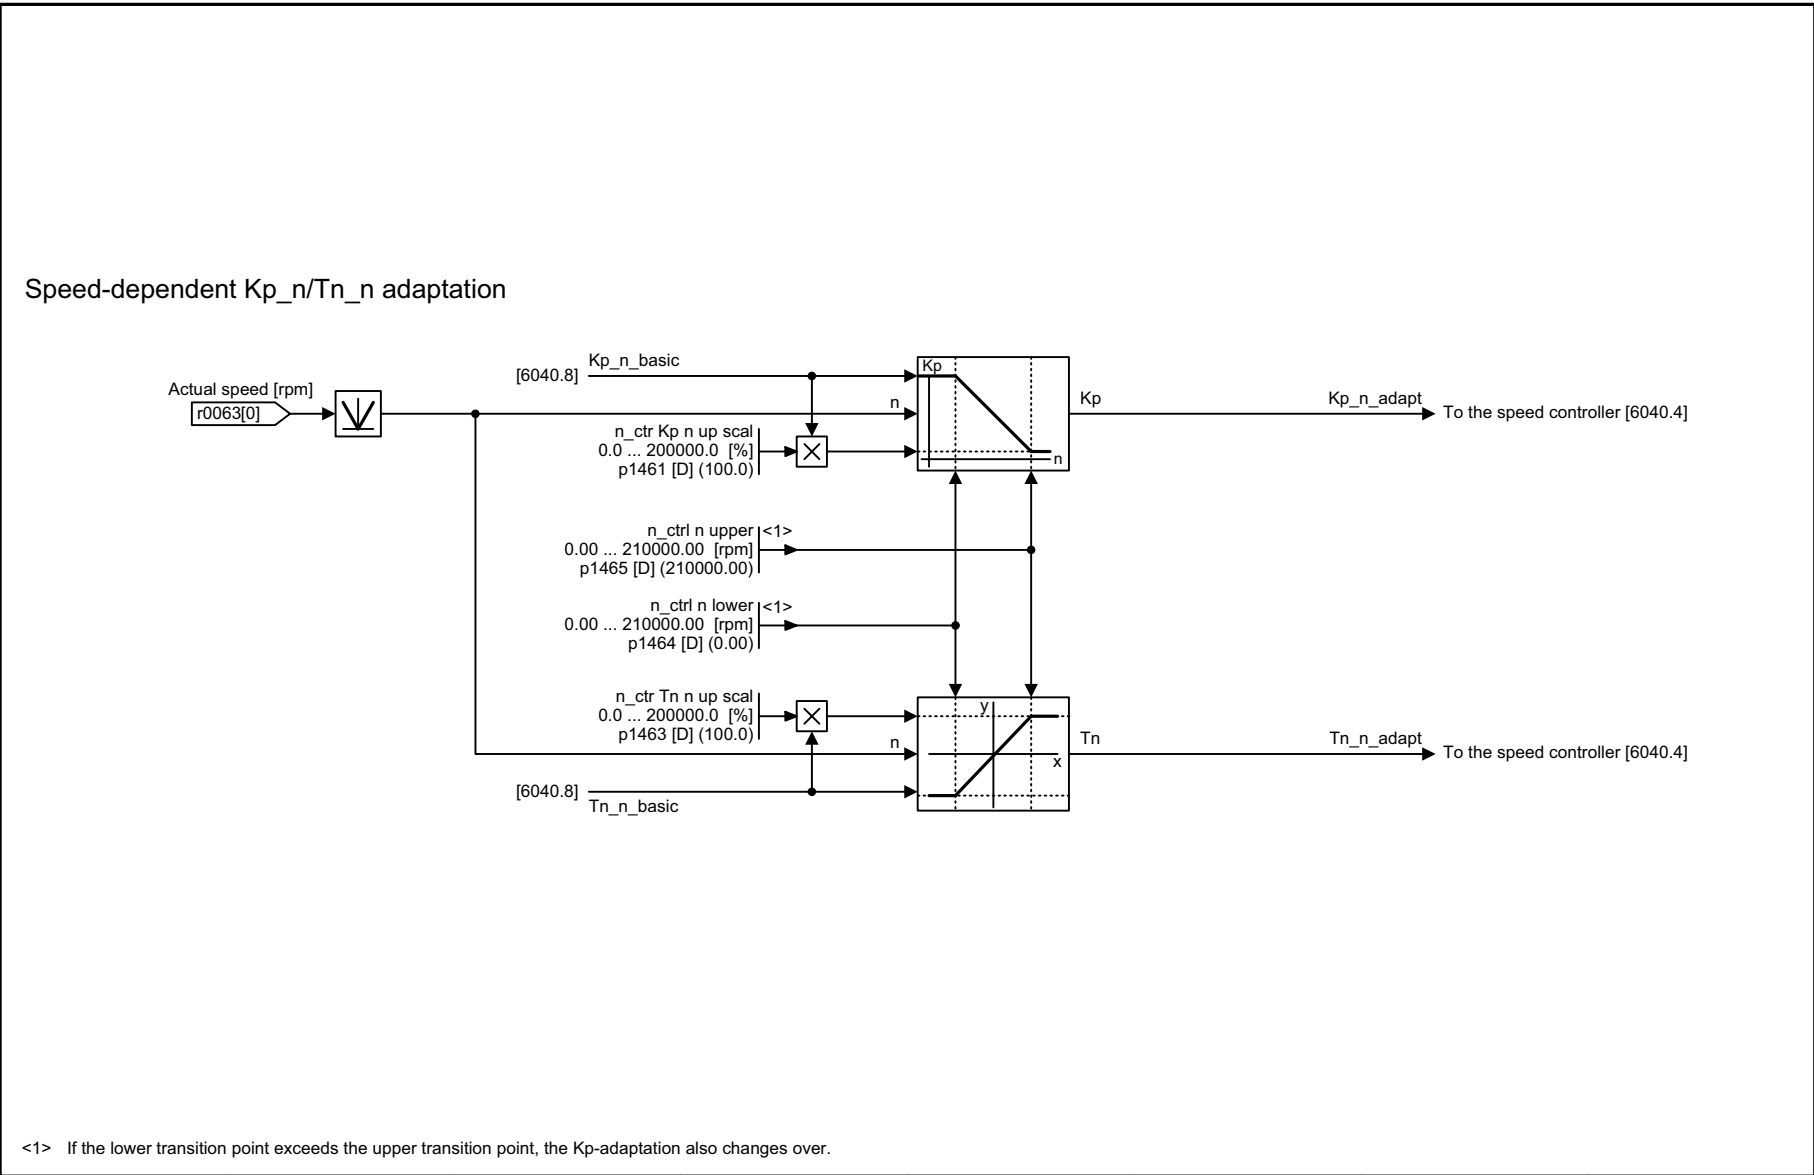 Speed-dependent Kp_n/Tn_n adaptation
Actual speed [rpm]
r0063[0]
[6040.8]
Kp_n_basic
n
n_ctr Kp n up scal
0.0 ... 200000.0 [%]
p1461 [D] (100.0)
Kp
n
Kp
Kp_n_adapt
To the speed controller [6040.4]
n_ctrl n upper
<1>
0.00 ... 210000.00 [rpm]
p1465 [D] (210000.00)
n_ctrl n lower
<1>
0.00 ... 210000.00 [rpm]
p1464 [D] (0.00)
n_ctr Tn n up scal
0.0 ... 200000.0 [%]
p1463 [D] (100.0)
n
[6040.8]
Tn_n_basic
y
x
Tn
Tn_n_adapt
To the speed controller [6040.4]
<1> If the lower transition point exceeds the upper transition point, the Kp-adaptation also changes over.